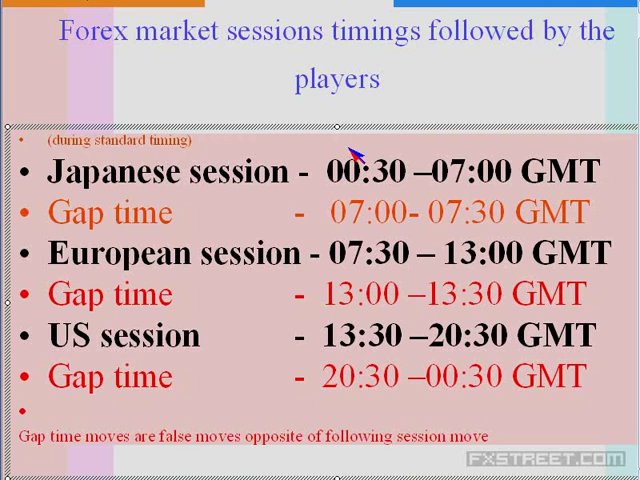 Forex market sessions timings followed by the
players
• (during standard timing)
• Japanese session - 00:30 –07:00 GMT
• Gap time - 07:00- 07:30 GMT
• European session - 07:30 – 13:00 GMT
• Gap time - 13:00 –13:30 GMT
• US session - 13:30 –20:30 GMT
• Gap time - 20:30 –00:30 GMT
•
Gap time moves are false moves opposite of following session move
FXSTREET.COM